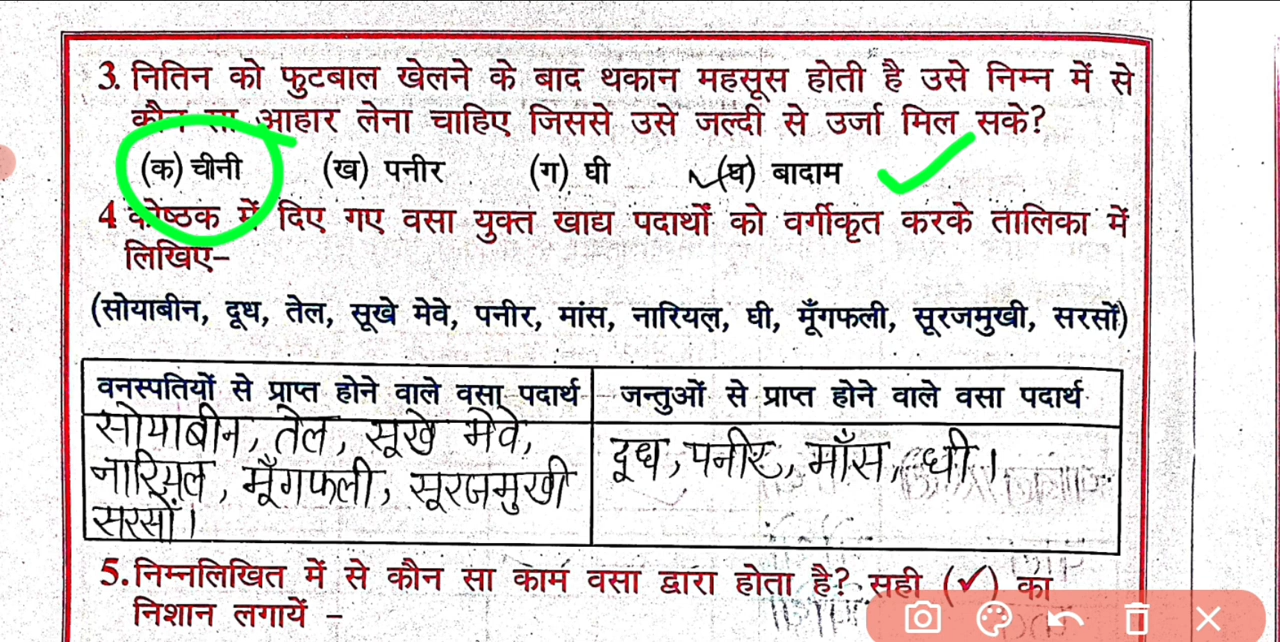 3. नितिन को फुटबाल खेलने के बाद थकान महसूस होती है उसे निम्न में से
कौन सा आहार लेना चाहिए जिससे उसे जल्दी से उर्जा मिल सके?
(क) चीनी (ख) पनीर (ग) घी (घ) बादाम
4 कोष्ठक में दिए गए वसा युक्त खाद्य पदार्थों को वर्गीकृत करके तालिका में
लिखिए–
(सोयाबीन, दूध, तेल, सूखे मेवे, पनीर, मांस, नारियल, घी, मूँगफली, सूरजमुखी, सरसों)
वनस्पतियों से प्राप्त होने वाले वसा पदार्थ जन्तुओं से प्राप्त होने वाले वसा पदार्थ
सोयाबीन, तेल, सूखे मेवे,
नारियल, मूँगफली, सूरजमुखी
सरसों।
दूध, पनीर, माँस, घी।
5. निम्नलिखित में से कौन सा काम वसा द्वारा होता है? सही (✓) का
निशान लगायें –